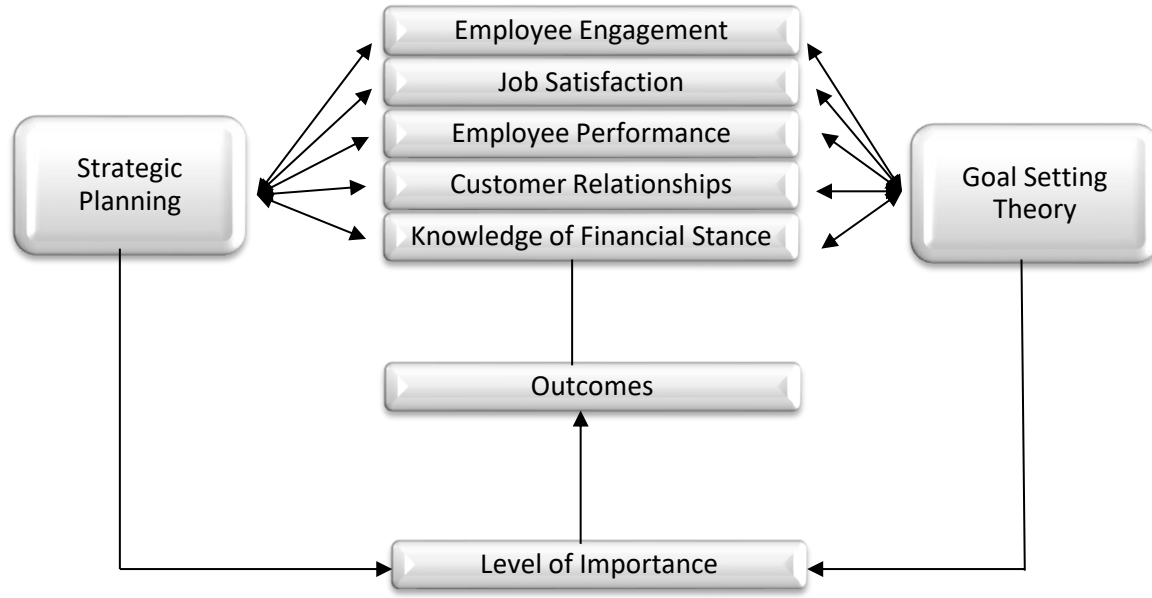 Employee Engagement
Job Satisfaction
Employee Performance
Customer Relationships
Knowledge of Financial Stance
Strategic
Planning
Goal Setting
Theory
Outcomes
Level of Importance